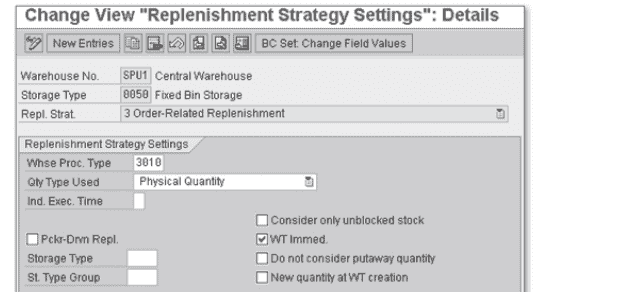 Change View "Replenishment Strategy Settings": Details
New Entries BC Set: Change Field Values
Warehouse No. SPU1 Central Warehouse
Storage Type 0050 Fixed Bin Storage
Repl. Strat. 3 Order-Related Replenishment
Replenishment Strategy Settings
Whse Proc. Type 3010
Qty Type Used Physical Quantity
Ind. Exec. Time
Consider only unblocked stock
Pckr-Drvn Repl. WT Immed.
Storage Type Do not consider putaway quantity
St. Type Group New quantity at WT creation